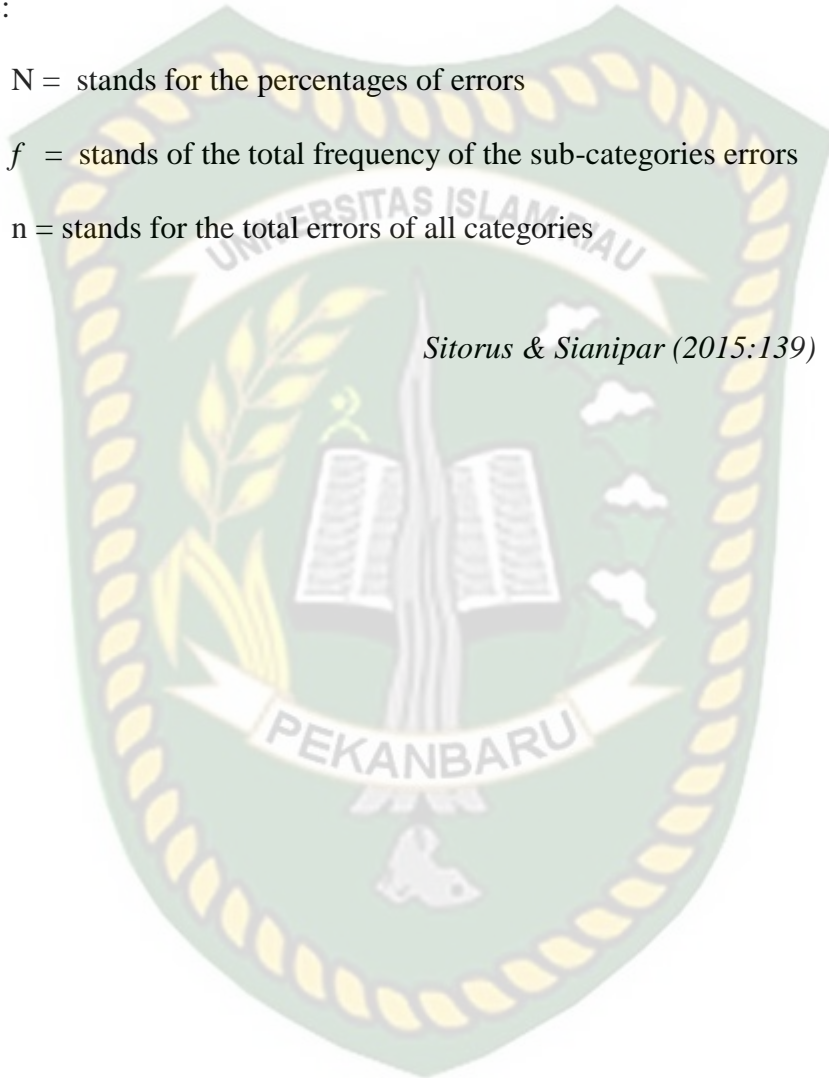 :
N = stands for the percentages of errors
f = stands of the total frequency of the sub-categories errors
n = stands for the total errors of all categories
UNIVERSITAS ISLAM RIAU
Sitorus & Sianipar (2015:139)
PEKANBARU